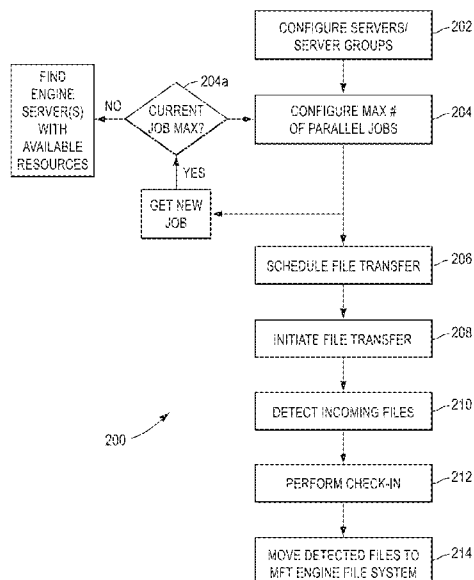 CONFIGURE SERVERS/
SERVER GROUPS
202
204a
FIND
ENGINE
SERVER(S)
WITH
AVAILABLE
RESOURCES
NO
CURRENT
JOB MAX?
CONFIGURE MAX #
OF PARALLEL JOBS
204
YES
GET NEW
JOB
SCHEDULE FILE TRANSFER
206
INITIATE FILE TRANSFER
208
DETECT INCOMING FILES
210
200
PERFORM CHECK-IN
212
MOVE DETECTED FILES TO
MFT ENGINE FILE SYSTEM
214